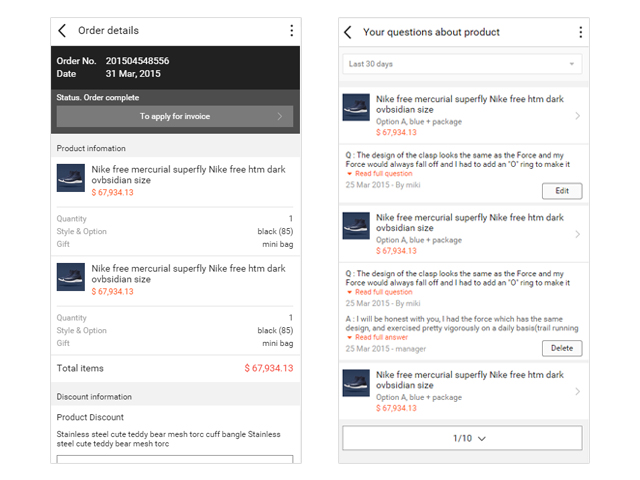 Order details
Order No. 201504548556
Date 31 Mar, 2015
Status. Order complete
To apply for invoice
Product infomation
Nike free mercurial superfly Nike free htm dark
ovbsidian size
$ 67,934.13
Quantity 1
Style & Option black (85)
Gift mini bag
Nike free mercurial superfly Nike free htm dark
ovbsidian size
$ 67,934.13
Quantity 1
Style & Option black (85)
Gift mini bag
Total items $ 67,934.13
Discount information
Product Discount
Stainless steel cute teddy bear mesh torc cuff bangle Stainless
steel cute teddy bear mesh torc
Your questions about product
Last 30 days
Nike free mercurial superfly Nike free htm dark
ovbsidian size
Option A, blue + package
$ 67,934.13
Q : The design of the clasp looks the same as the Force and my
Force would always fall off and I had to add an "O" ring to make it
Read full question
25 Mar 2015 - By miki
Edit
Nike free mercurial superfly Nike free htm dark
ovbsidian size
Option A, blue + package
$ 67,934.13
Q : The design of the clasp looks the same as the Force and my
Force would always fall off and I had to add an "O" ring to make it
Read full question
25 Mar 2015 - By miki
A : I will be honest with you, I had the force which has the same
design, and exercised pretty vigorously on a daily basis(trail running
Read full answer
25 Mar 2015 - manager
Delete
Nike free mercurial superfly Nike free htm dark
ovbsidian size
Option A, blue + package
$ 67,934.13
1/10